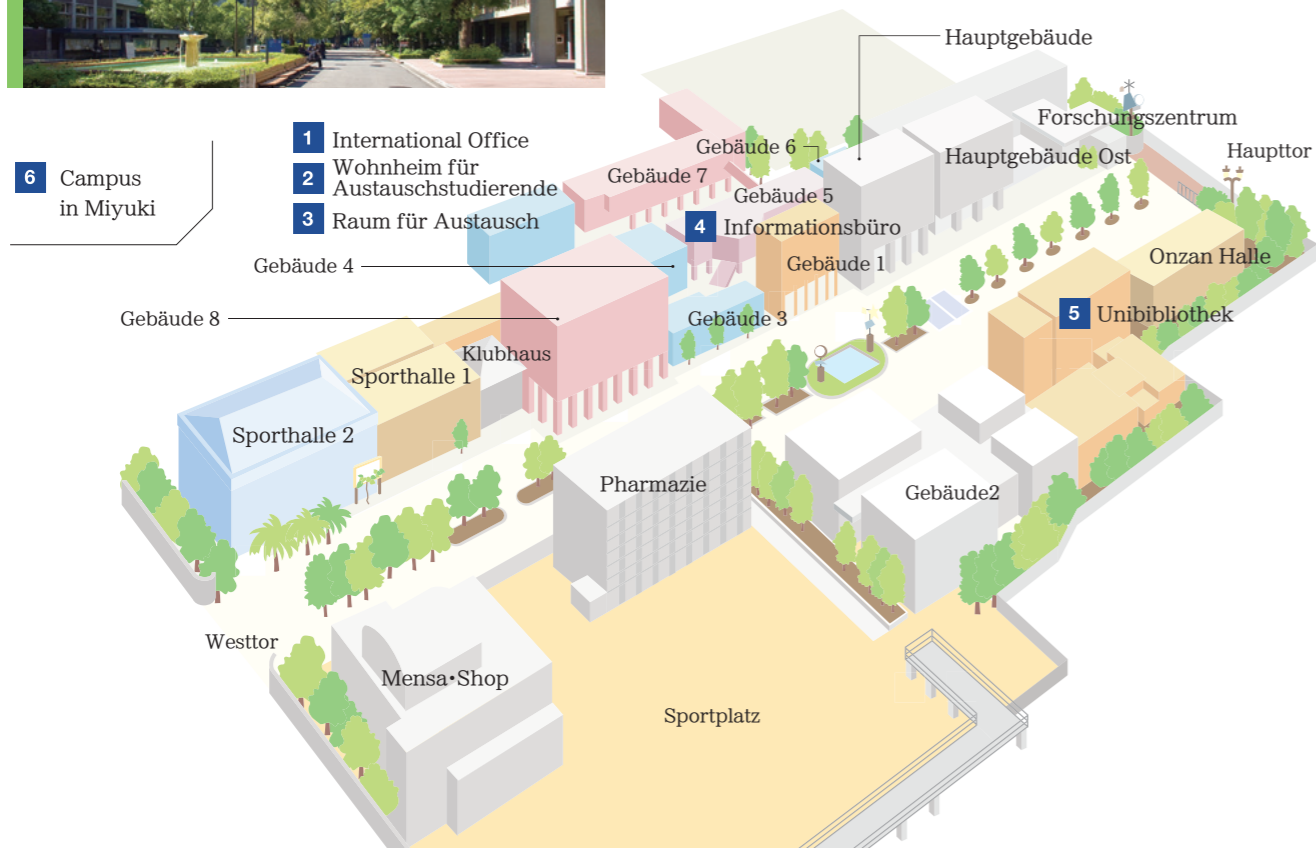 Hauptgebäude
Forschungszentrum
1 International Office
Gebäude 6
Haupttor
Hauptgebäude Ost
6 Campus
in Miyuki
2 Wohnheim für
Austauschstudierende
Gebäude 7
Gebäude 5
3 Raum für Austausch
4 Informationsbüro
Gebäude 4
Gebäude 1
Onzan Halle
Gebäude 8
Gebäude 3
5 Unibibliothek
Klubhaus
Sporthalle 1
Sporthalle 2
Pharmazie
Gebäude2
Westtor
Mensa•Shop
Sportplatz